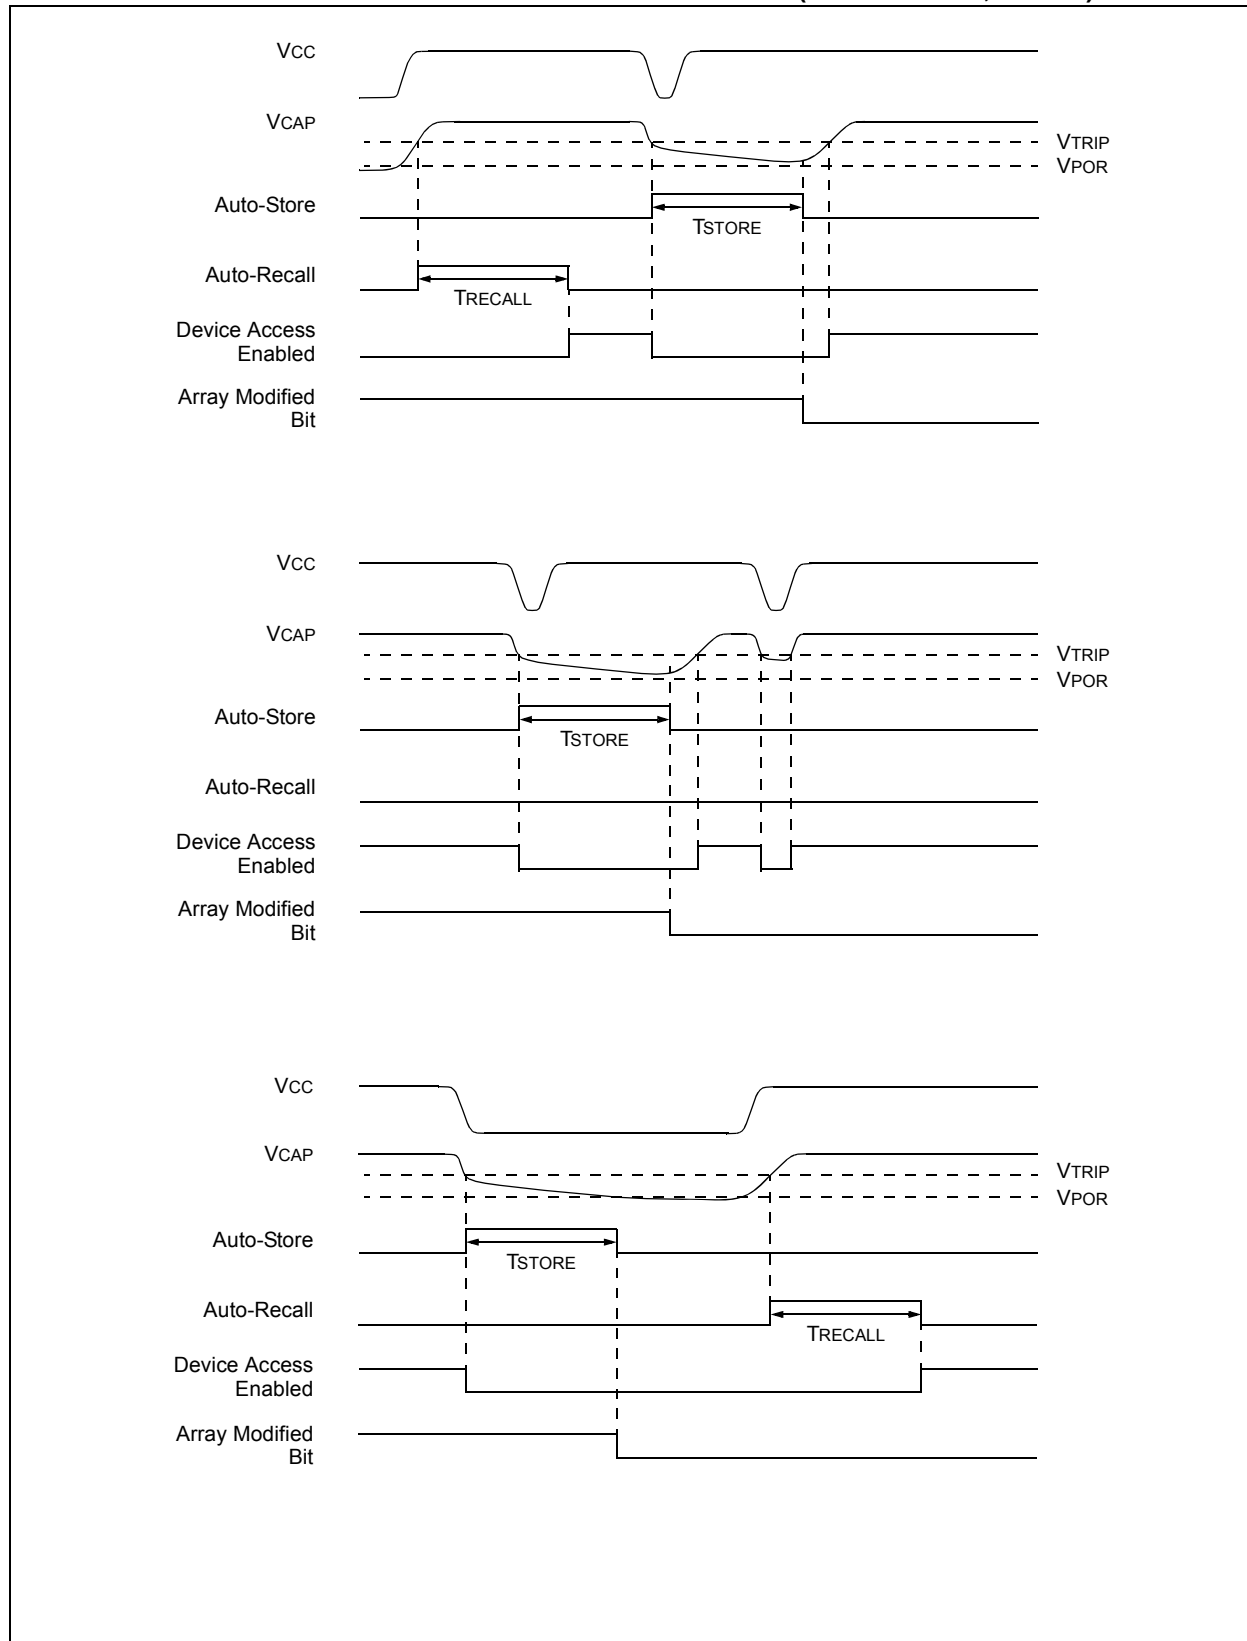 VCC
VCAP
VTRIP
VPOR
Auto-Store
TSTORE
Auto-Recall
TRECALL
Device Access
Enabled
Array Modified
Bit
VCC
VCAP
VTRIP
VPOR
Auto-Store
TSTORE
Auto-Recall
Device Access
Enabled
Array Modified
Bit
VCC
VCAP
VTRIP
VPOR
Auto-Store
TSTORE
Auto-Recall
TRECALL
Device Access
Enabled
Array Modified
Bit